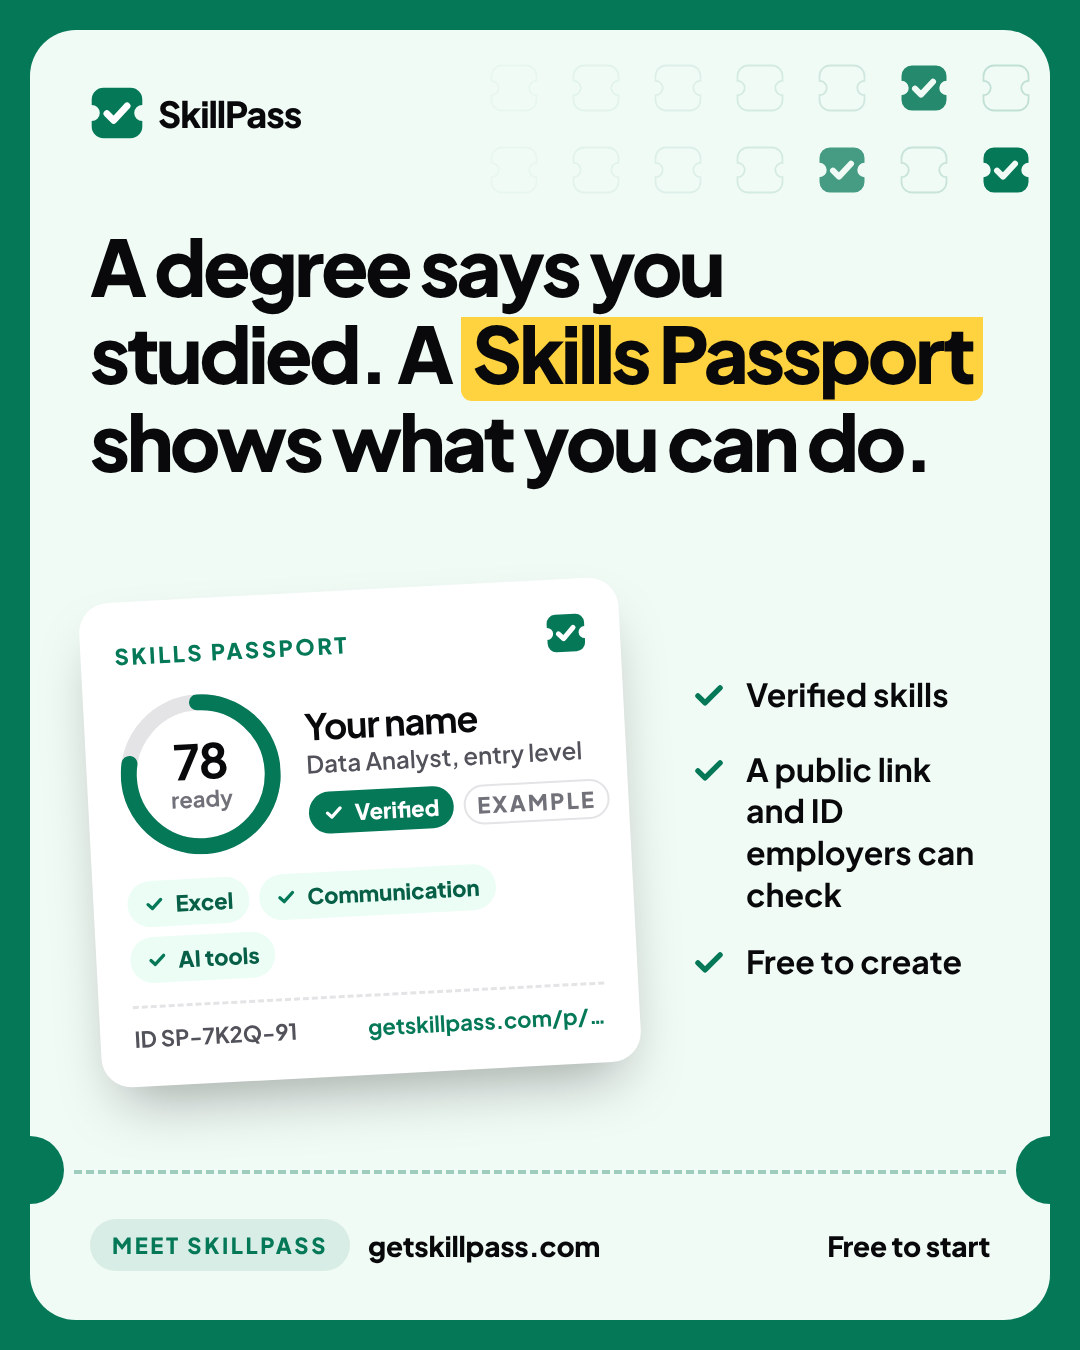 SkillPass
A degree says you
studied. A Skills Passport
shows what you can do.
SKILLS PASSPORT
78
ready
Your name
Data Analyst, entry level
Verified
EXAMPLE
Excel
Communication
AI tools
ID SP-7K2Q-91
getskillpass.com/p/...
Verified skills
A public link
and ID
employers can
check
Free to create
MEET SKILLPASS
getskillpass.com
Free to start